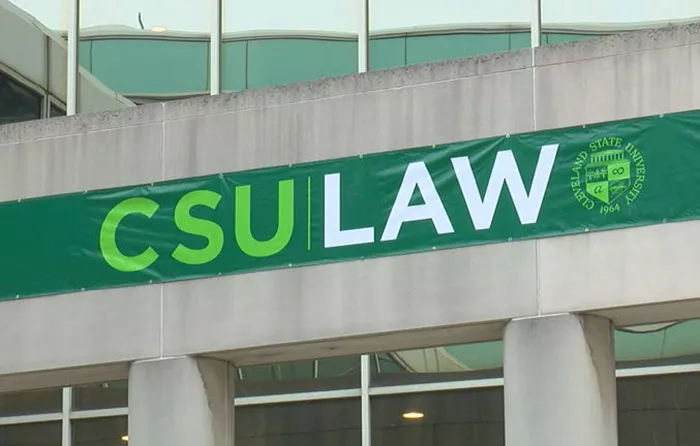 CSU|LAW
CLEVELAND STATE UNIVERSITY
1964